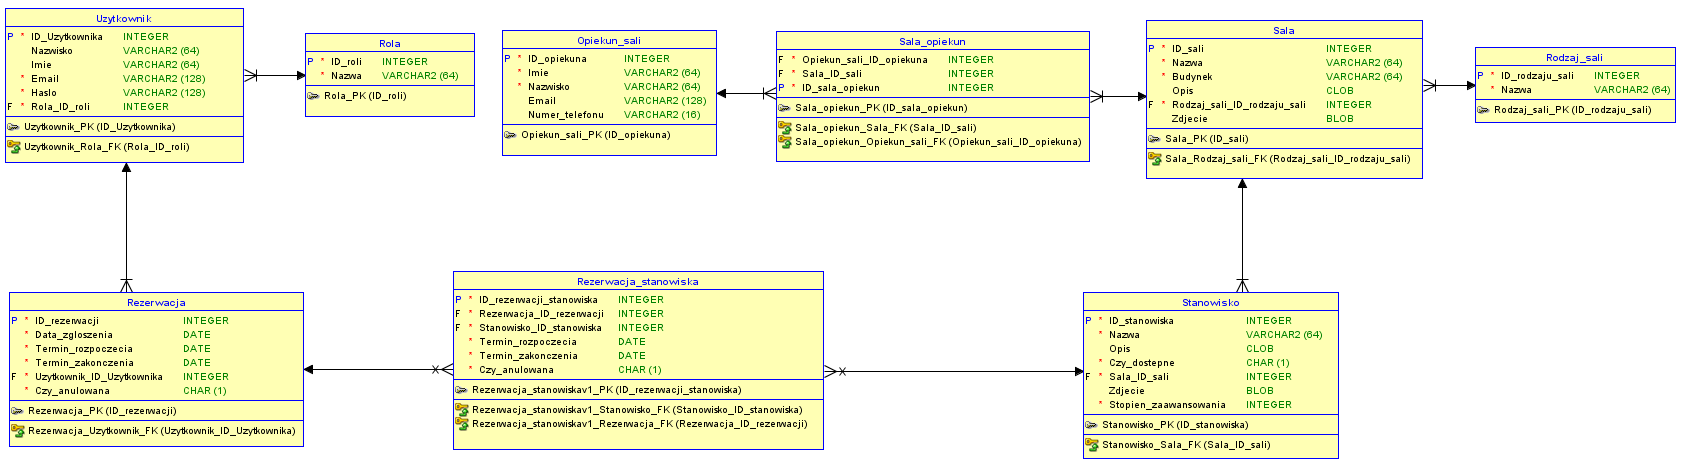 Uzytkownik
P * ID_Uzytkownika INTEGER
Nazwisko VARCHAR2 (64)
Imie VARCHAR2 (64)
* Email VARCHAR2 (128)
* Haslo VARCHAR2 (128)
F * Rola_ID_roli INTEGER
Uzytkownik_PK (ID_Uzytkownika)
Uzytkownik_Rola_FK (Rola_ID_roli)
Rola
P * ID_roli INTEGER
* Nazwa VARCHAR2 (64)
Rola_PK (ID_roli)
Opiekun_sali
P * ID_opiekuna INTEGER
* Imie VARCHAR2 (64)
* Nazwisko VARCHAR2 (64)
Email VARCHAR2 (128)
Numer_telefonu VARCHAR2 (16)
Opiekun_sali_PK (ID_opiekuna)
Sala_opiekun
F * Opiekun_sali_ID_opiekuna INTEGER
F * Sala_ID_sali INTEGER
P * ID_sala_opiekun INTEGER
Sala_opiekun_PK (ID_sala_opiekun)
Sala_opiekun_Sala_FK (Sala_ID_sali)
Sala_opiekun_Opiekun_sali_FK (Opiekun_sali_ID_opiekuna)
Sala
P * ID_sali INTEGER
* Nazwa VARCHAR2 (64)
* Budynek VARCHAR2 (64)
Opis CLOB
F * Rodzaj_sali_ID_rodzaju_sali INTEGER
Zdjecie BLOB
Sala_PK (ID_sali)
Sala_Rodzaj_sali_FK (Rodzaj_sali_ID_rodzaju_sali)
Rodzaj_sali
P * ID_rodzaju_sali INTEGER
* Nazwa VARCHAR2 (64)
Rodzaj_sali_PK (ID_rodzaju_sali)
Rezerwacja
P * ID_rezerwacji INTEGER
* Data_zgloszenia DATE
* Termin_rozpoczecia DATE
* Termin_zakonczenia DATE
F * Uzytkownik_ID_Uzytkownika INTEGER
* Czy_anulowana CHAR (1)
Rezerwacja_PK (ID_rezerwacji)
Rezerwacja_Uzytkownik_FK (Uzytkownik_ID_Uzytkownika)
Rezerwacja_stanowiska
P * ID_rezerwacji_stanowiska INTEGER
F * Rezerwacja_ID_rezerwacji INTEGER
F * Stanowisko_ID_stanowiska INTEGER
* Termin_rozpoczecia DATE
* Termin_zakonczenia DATE
* Czy_anulowana CHAR (1)
Rezerwacja_stanowiskav1_PK (ID_rezerwacji_stanowiska)
Rezerwacja_stanowiskav1_Stanowisko_FK (Stanowisko_ID_stanowiska)
Rezerwacja_stanowiskav1_Rezerwacja_FK (Rezerwacja_ID_rezerwacji)
Stanowisko
P * ID_stanowiska INTEGER
* Nazwa VARCHAR2 (64)
Opis CLOB
* Czy_dostepne CHAR (1)
F * Sala_ID_sali INTEGER
Zdjecie BLOB
* Stopien_zaawansowania INTEGER
Stanowisko_PK (ID_stanowiska)
Stanowisko_Sala_FK (Sala_ID_sali)